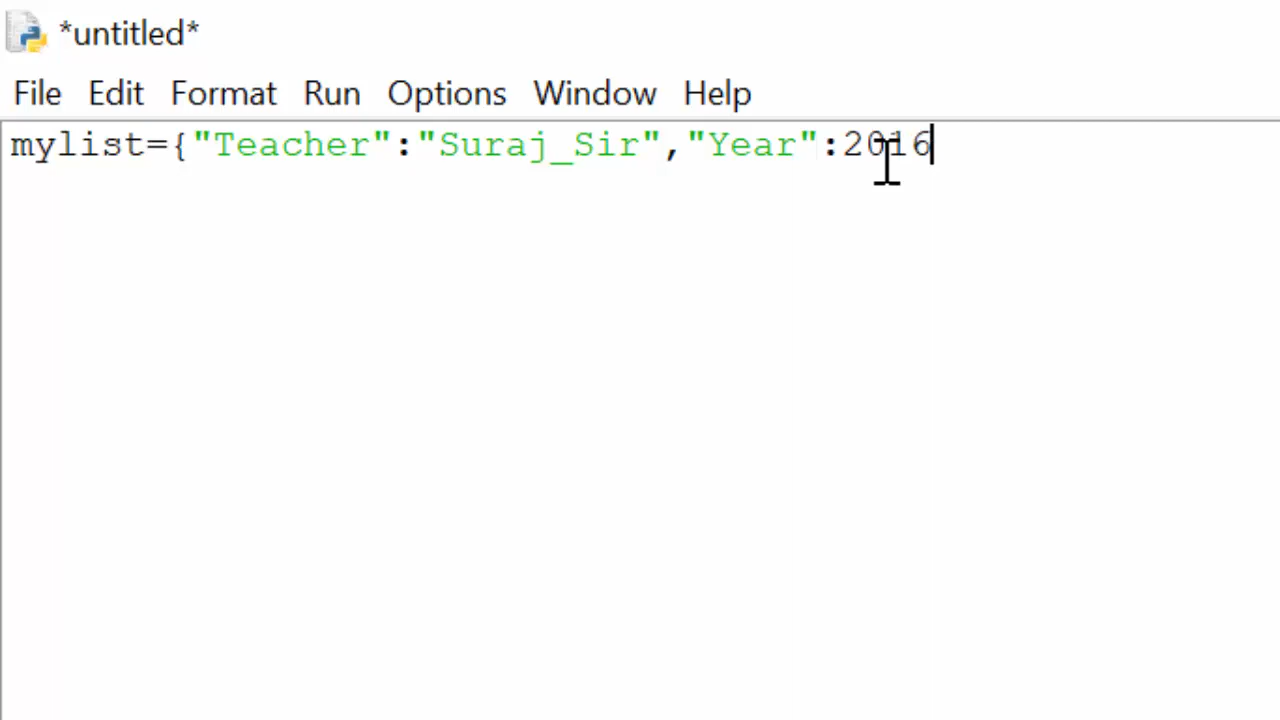 *untitled*
File Edit Format Run Options Window Help
mylist={"Teacher":"Suraj_Sir","Year":2016